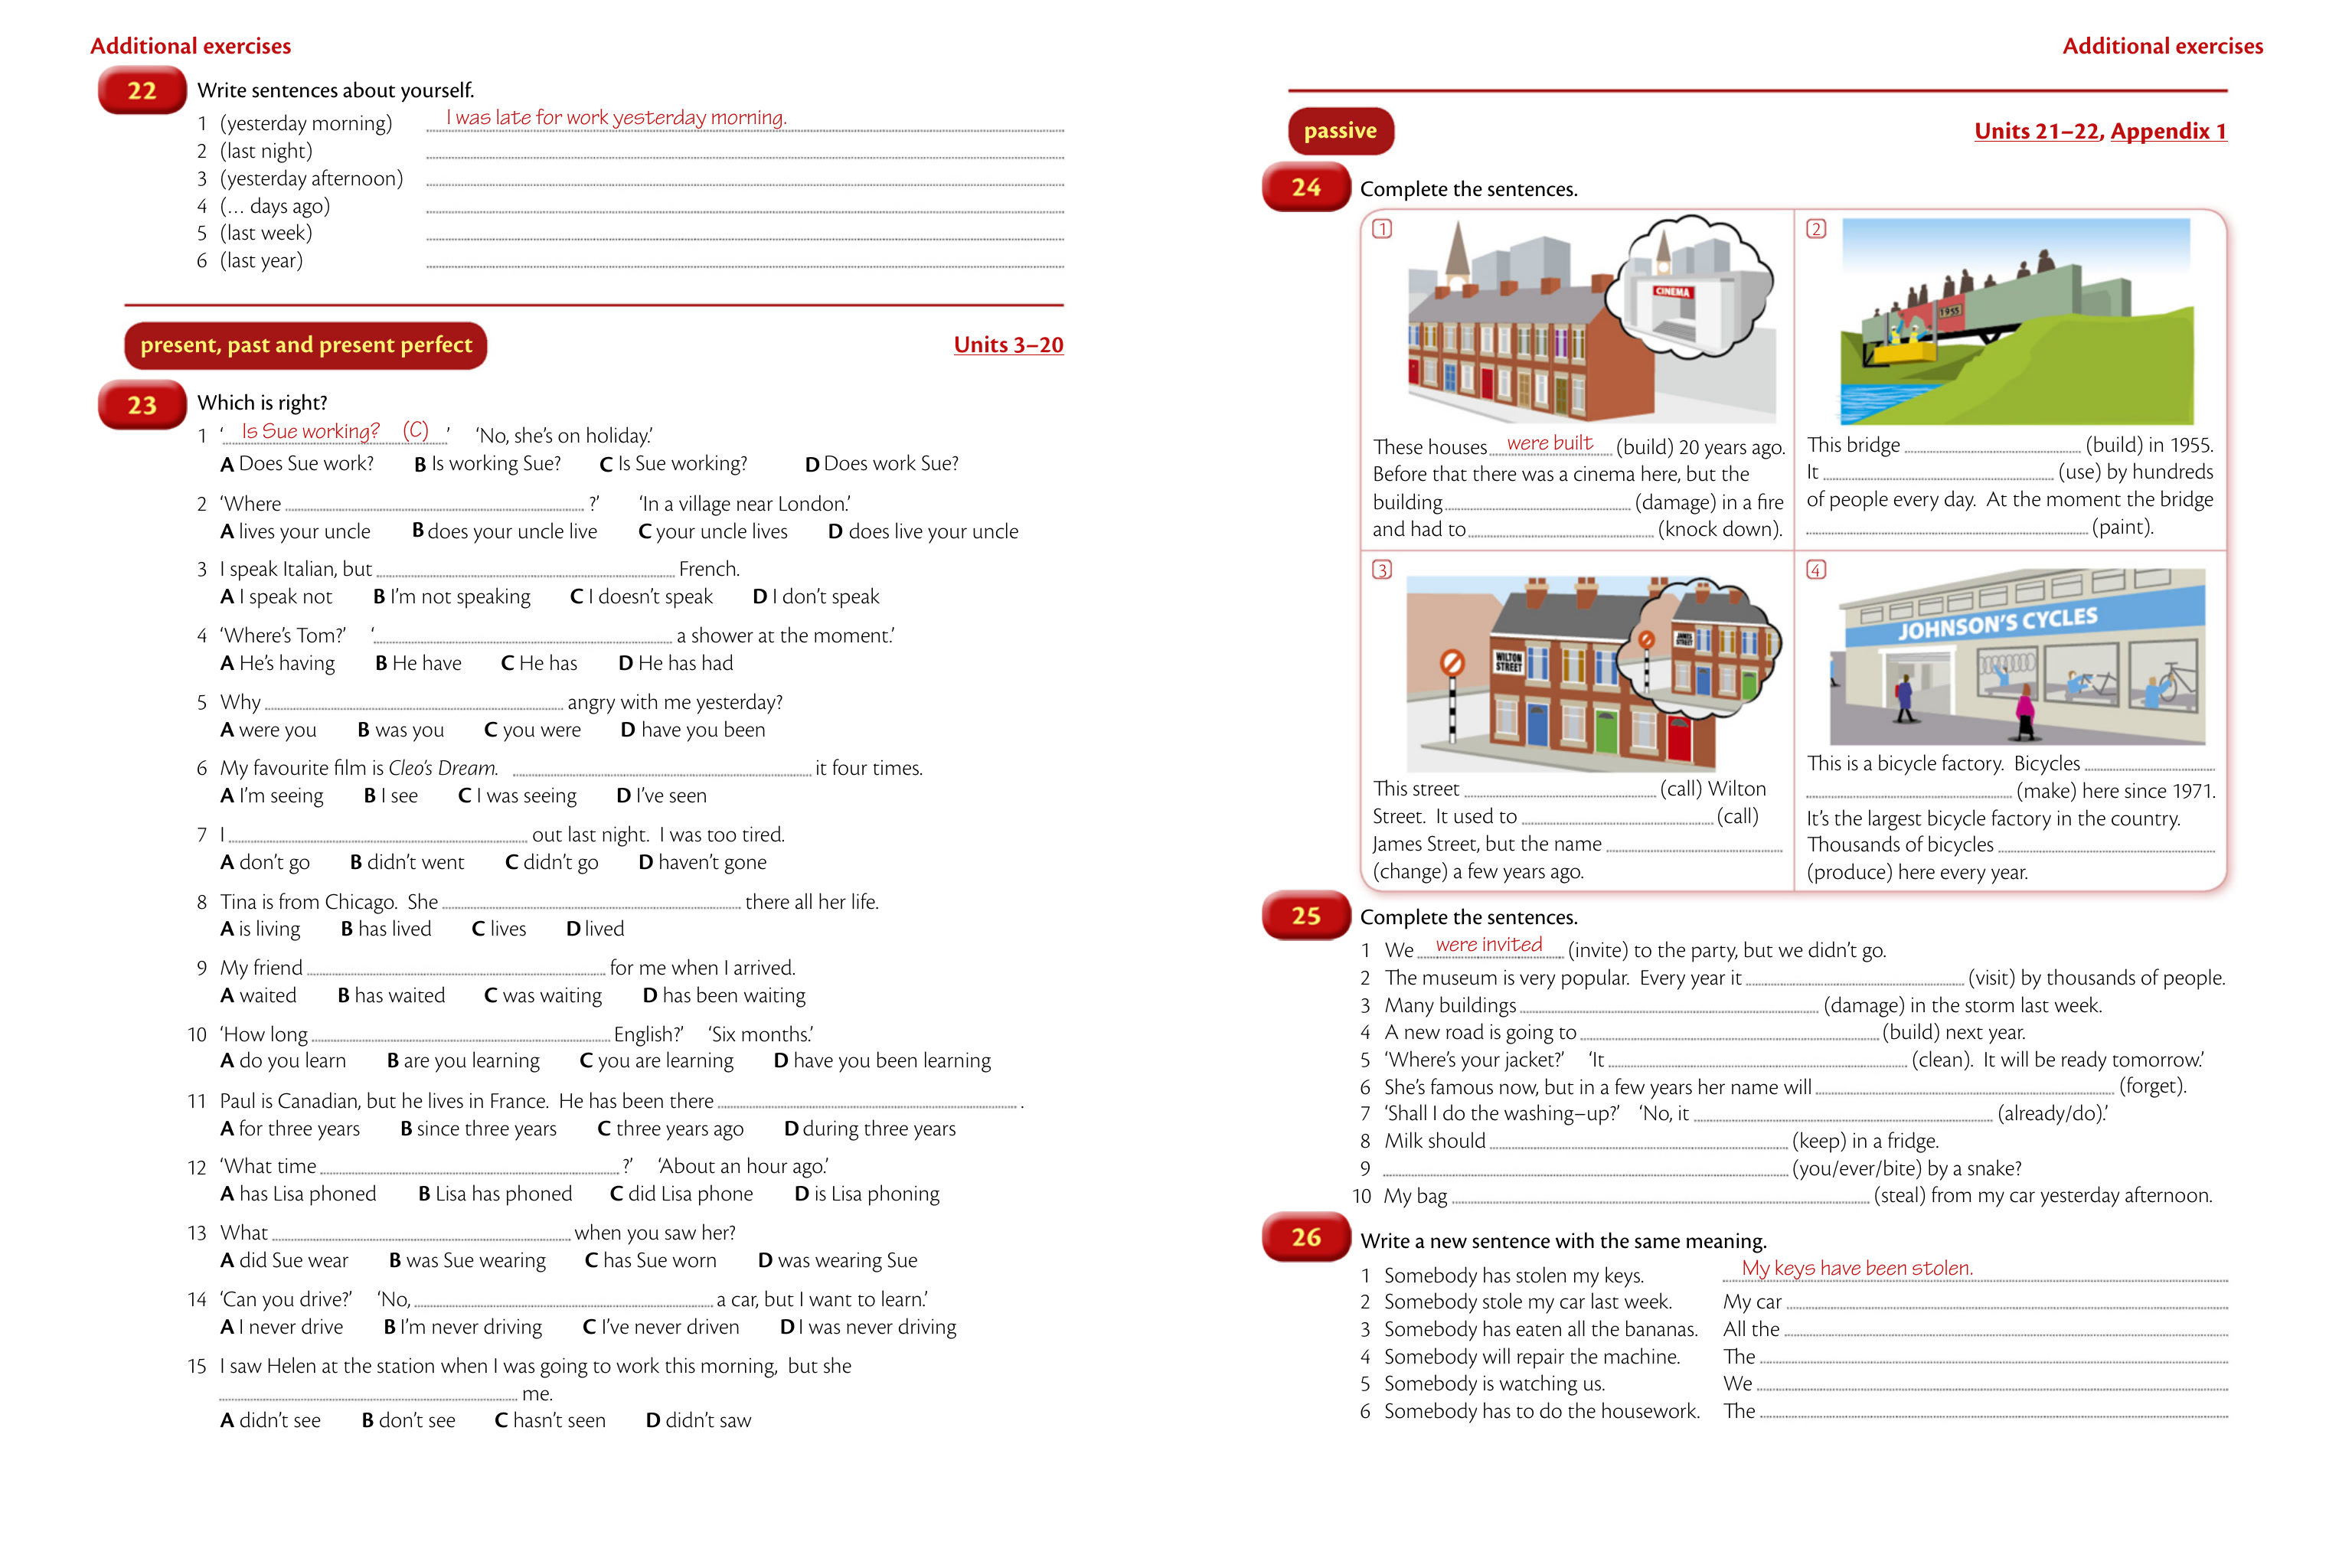 Additional exercises
22 Write sentences about yourself.
1 (yesterday morning) I was late for work yesterday morning.
2 (last night)
3 (yesterday afternoon)
4 (… days ago)
5 (last week)
6 (last year)
present, past and present perfect Units 3–20
23 Which is right?
1 ‘ Is Sue working? (C) ’ ‘No, she’s on holiday.’
A Does Sue work? B Is working Sue? C Is Sue working? D Does work Sue?
2 ‘Where ?’ ‘In a village near London.’
A lives your uncle B does your uncle live C your uncle lives D does live your uncle
3 I speak Italian, but French.
A I speak not B I’m not speaking C I doesn’t speak D I don’t speak
4 ‘Where’s Tom?’ ‘ a shower at the moment.’
A He’s having B He have C He has D He has had
5 Why angry with me yesterday?
A were you B was you C you were D have you been
6 My favourite film is Cleo’s Dream. it four times.
A I’m seeing B I see C I was seeing D I’ve seen
7 I out last night. I was too tired.
A don’t go B didn’t went C didn’t go D haven’t gone
8 Tina is from Chicago. She there all her life.
A is living B has lived C lives D lived
9 My friend for me when I arrived.
A waited B has waited C was waiting D has been waiting
10 ‘How long English?’ ‘Six months.’
A do you learn B are you learning C you are learning D have you been learning
11 Paul is Canadian, but he lives in France. He has been there .
A for three years B since three years C three years ago D during three years
12 ‘What time ?’ ‘About an hour ago.’
A has Lisa phoned B Lisa has phoned C did Lisa phone D is Lisa phoning
13 What when you saw her?
A did Sue wear B was Sue wearing C has Sue worn D was wearing Sue
14 ‘Can you drive?’ ‘No, a car, but I want to learn.’
A I never drive B I’m never driving C I’ve never driven D I was never driving
15 I saw Helen at the station when I was going to work this morning, but she
me.
A didn’t see B don’t see C hasn’t seen D didn’t saw
Additional exercises
passive Units 21–22, Appendix 1
24 Complete the sentences.
1
CINEMA
These houses were built (build) 20 years ago.
Before that there was a cinema here, but the
building (damage) in a fire
and had to (knock down).
2
1955
This bridge (build) in 1955.
It (use) by hundreds
of people every day. At the moment the bridge
(paint).
3
WILTON
STREET
JAMES
STREET
This street (call) Wilton
Street. It used to (call)
James Street, but the name
(change) a few years ago.
4
JOHNSON’S CYCLES
This is a bicycle factory. Bicycles
(make) here since 1971.
It’s the largest bicycle factory in the country.
Thousands of bicycles
(produce) here every year.
25 Complete the sentences.
1 We were invited (invite) to the party, but we didn’t go.
2 The museum is very popular. Every year it (visit) by thousands of people.
3 Many buildings (damage) in the storm last week.
4 A new road is going to (build) next year.
5 ‘Where’s your jacket?’ ‘It (clean). It will be ready tomorrow.’
6 She’s famous now, but in a few years her name will (forget).
7 ‘Shall I do the washing–up?’ ‘No, it (already/do).’
8 Milk should (keep) in a fridge.
9 (you/ever/bite) by a snake?
10 My bag (steal) from my car yesterday afternoon.
26 Write a new sentence with the same meaning.
1 Somebody has stolen my keys. My keys have been stolen.
2 Somebody stole my car last week. My car
3 Somebody has eaten all the bananas. All the
4 Somebody will repair the machine. The
5 Somebody is watching us. We
6 Somebody has to do the housework. The